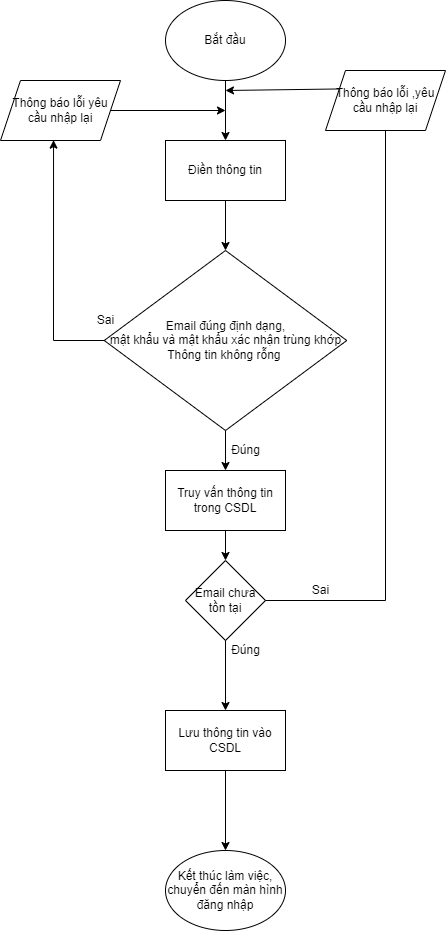 Bắt đầu
Thông báo lỗi yêu
cầu nhập lại
Thông báo lỗi ,yêu
cầu nhập lại
Điền thông tin
Sai
Email đúng định dạng,
mật khẩu và mật khẩu xác nhận trùng khớp
Thông tin không rỗng
Đúng
Truy vấn thông tin
trong CSDL
Email chưa
tồn tại
Sai
Đúng
Lưu thông tin vào
CSDL
Kết thúc làm việc,
chuyển đến màn hình
đăng nhập